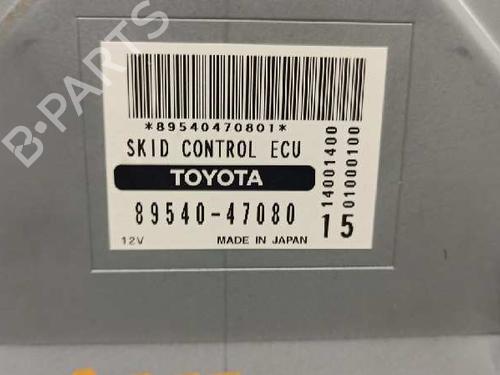 *89540470801*
SKID CONTROL ECU
TOYOTA
89540-47080
12V MADE IN JAPAN
15
14001400
01000100
B-PARTS